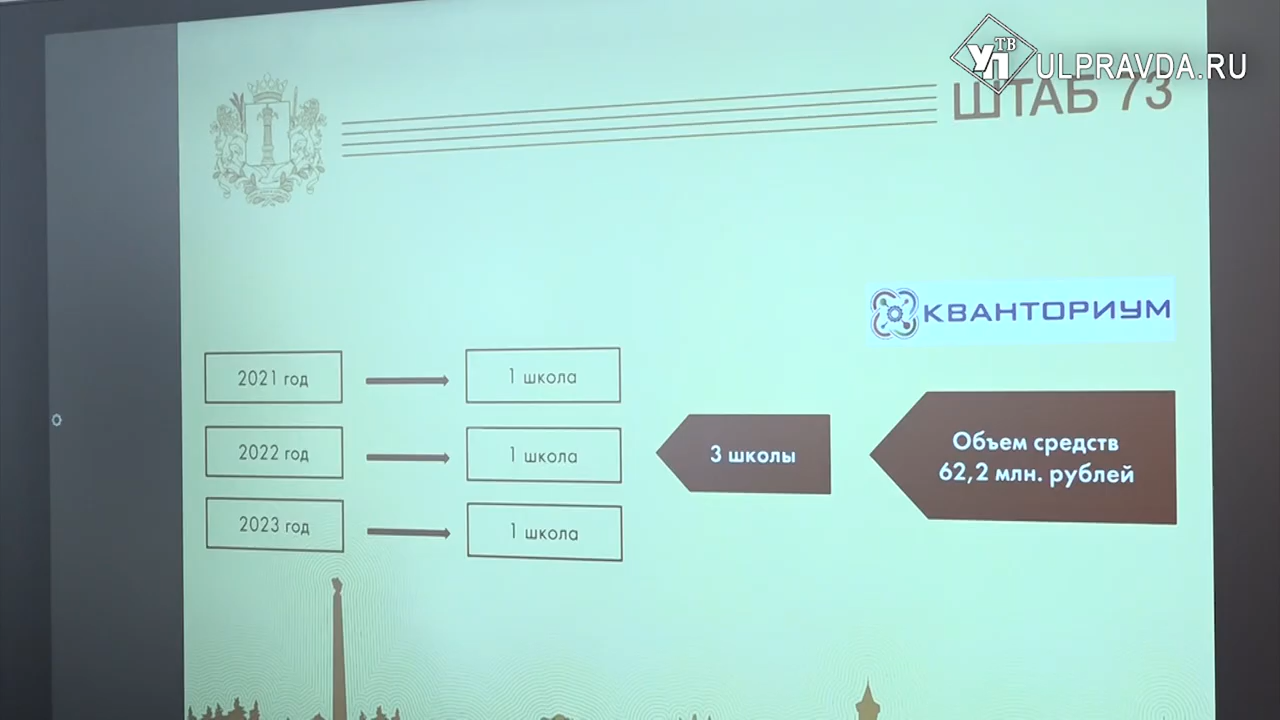 УП ТВ ULPRAVDA.RU
ШТАБ 73
КВАНТОРИУМ
2021 год
1 школа
2022 год
1 школа
2023 год
1 школа
3 школы
Объем средств
62,2 млн. рублей